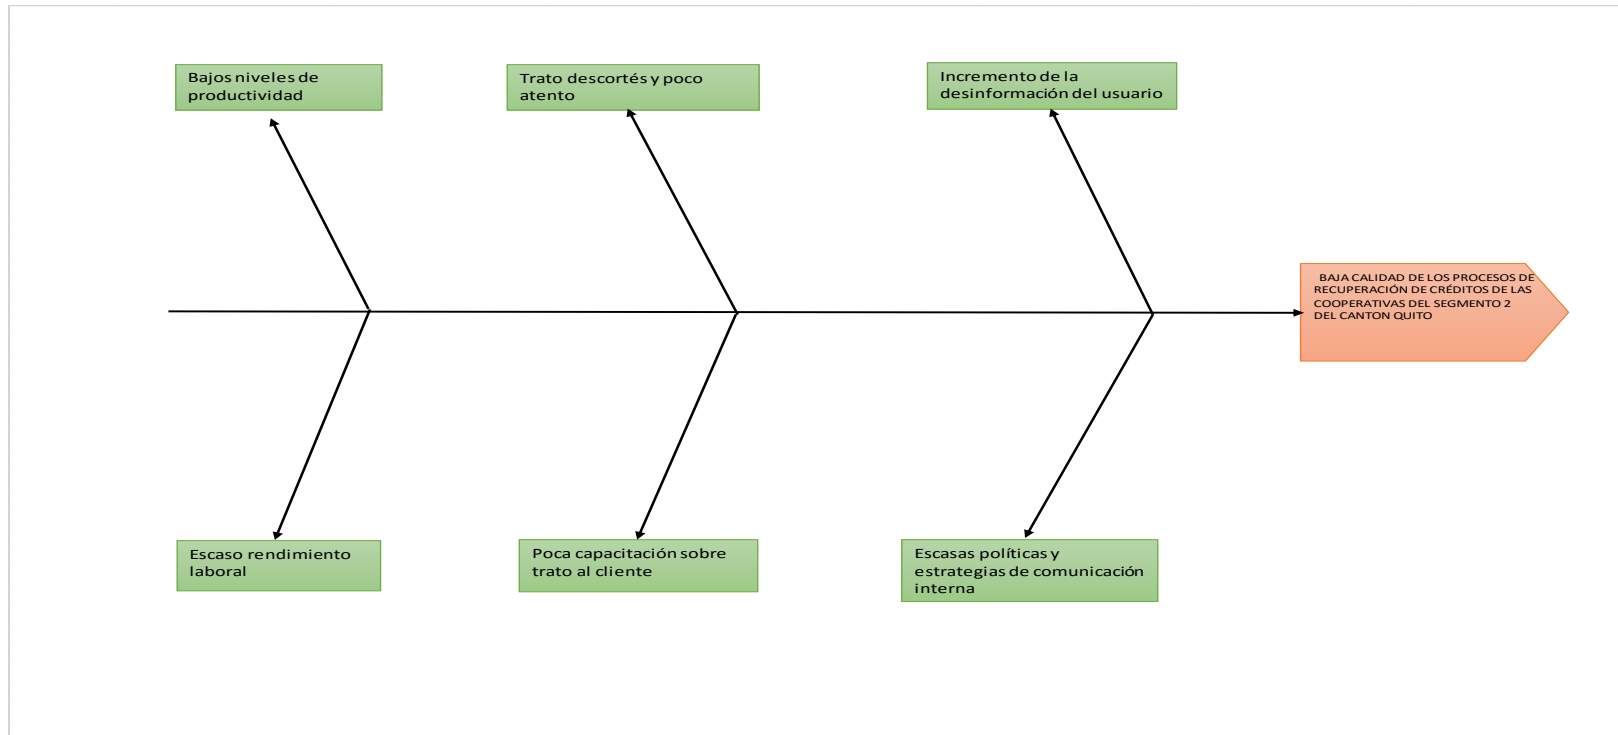 Bajos niveles de
productividad
Trato descortés y poco
atento
Incremento de la
desinformación del usuario
BAJA CALIDAD DE LOS PROCESOS DE
RECUPERACIÓN DE CRÉDITOS DE LAS
COOPERATIVAS DEL SEGMENTO 2
DEL CANTON QUITO
Escaso rendimiento
laboral
Poca capacitación sobre
trato al cliente
Escasas políticas y
estrategias de comunicación
interna